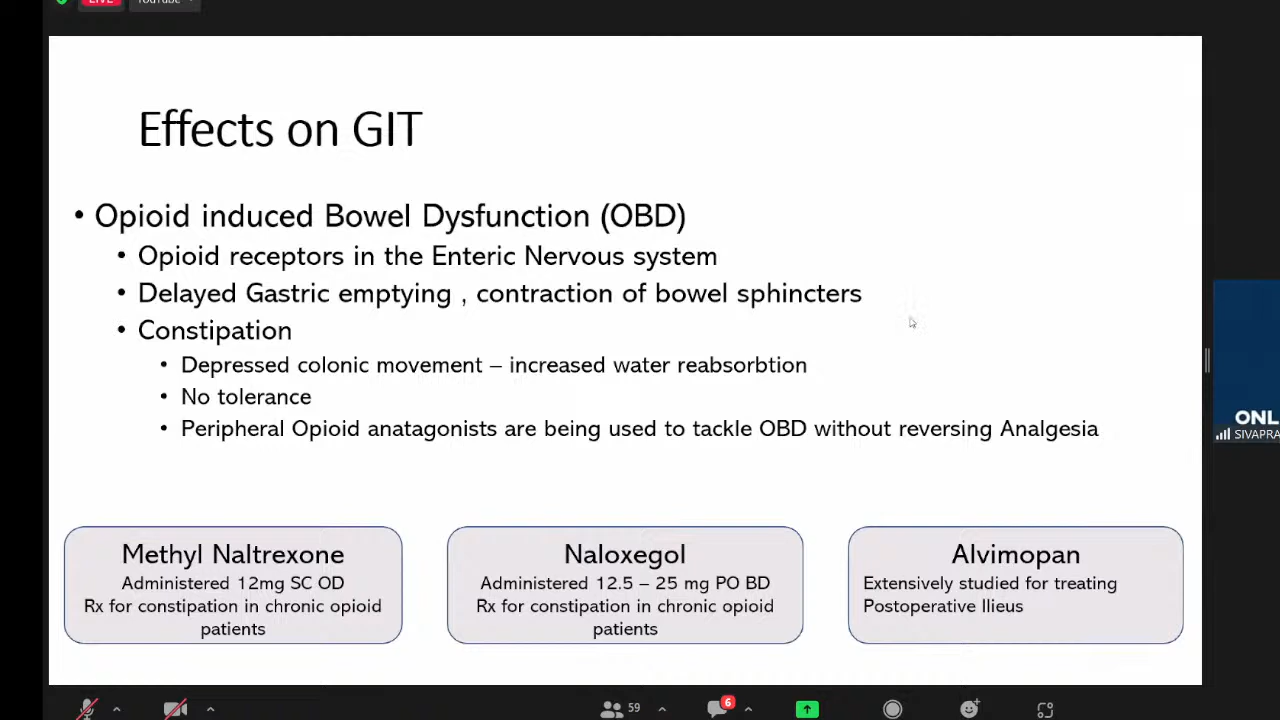 LIVE
YouTube
Effects on GIT
• Opioid induced Bowel Dysfunction (OBD)
• Opioid receptors in the Enteric Nervous system
• Delayed Gastric emptying , contraction of bowel sphincters
• Constipation
• Depressed colonic movement – increased water reabsorbtion
• No tolerance
• Peripheral Opioid anatagonists are being used to tackle OBD without reversing Analgesia
Methyl Naltrexone
Administered 12mg SC OD
Rx for constipation in chronic opioid
patients
Naloxegol
Administered 12.5 – 25 mg PO BD
Rx for constipation in chronic opioid
patients
Alvimopan
Extensively studied for treating
Postoperative Ilieus
ONL
SIVAPRA
59
6